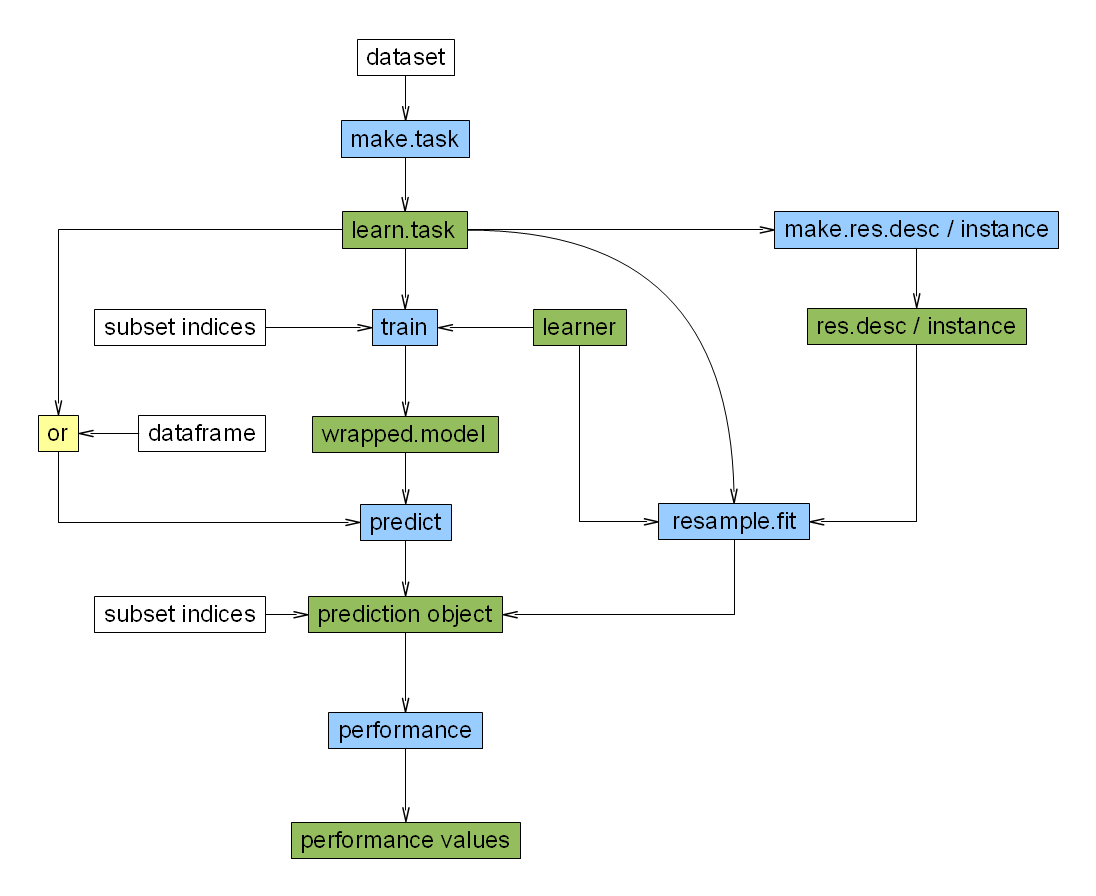 dataset
make.task
learn.task
make.res.desc / instance
subset indices
train
learner
res.desc / instance
or
dataframe
wrapped.model
predict
resample.fit
subset indices
prediction object
performance
performance values